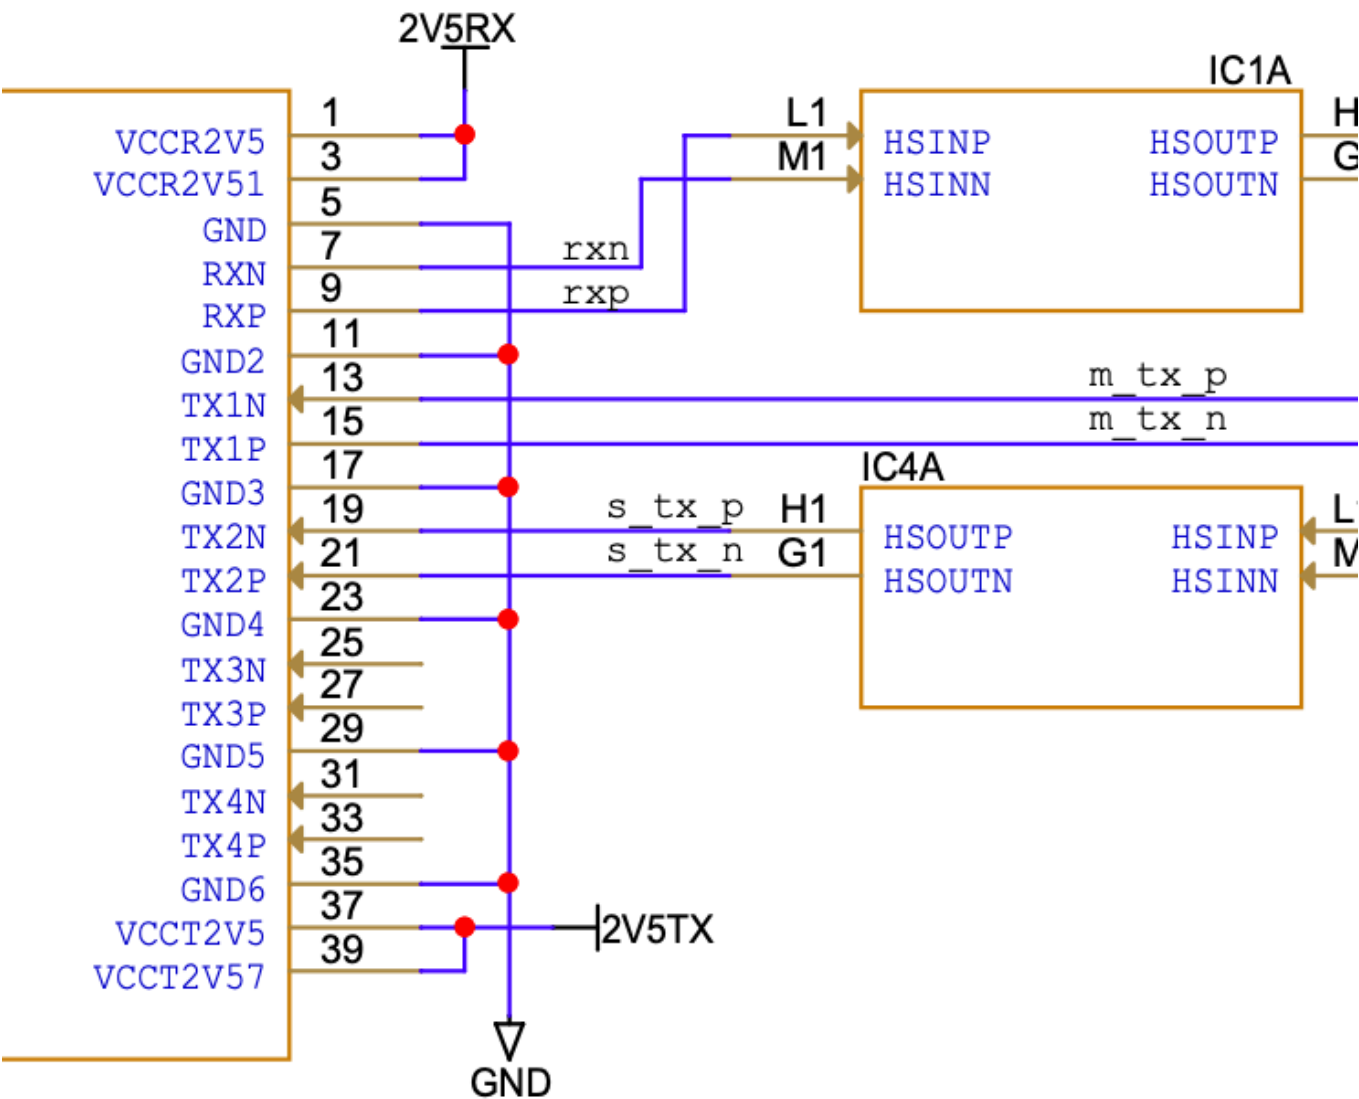 2V5RX
IC1A
1
L1
H
VCCR2V5
HSINP
HSOUTP
3
M1
G
VCCR2V51
HSINN
HSOUTN
5
GND
7
rxn
RXN
9
rxp
RXP
11
GND2
13
m_tx_p
TX1N
15
m_tx_n
TX1P
17
IC4A
GND3
19
s_tx_p
H1
L
TX2N
HSOUTP
HSINP
21
s_tx_n
G1
M
TX2P
HSOUTN
HSINN
23
GND4
25
TX3N
27
TX3P
29
GND5
31
TX4N
33
TX4P
35
GND6
37
VCCT2V5
2V5TX
39
VCCT2V57
GND